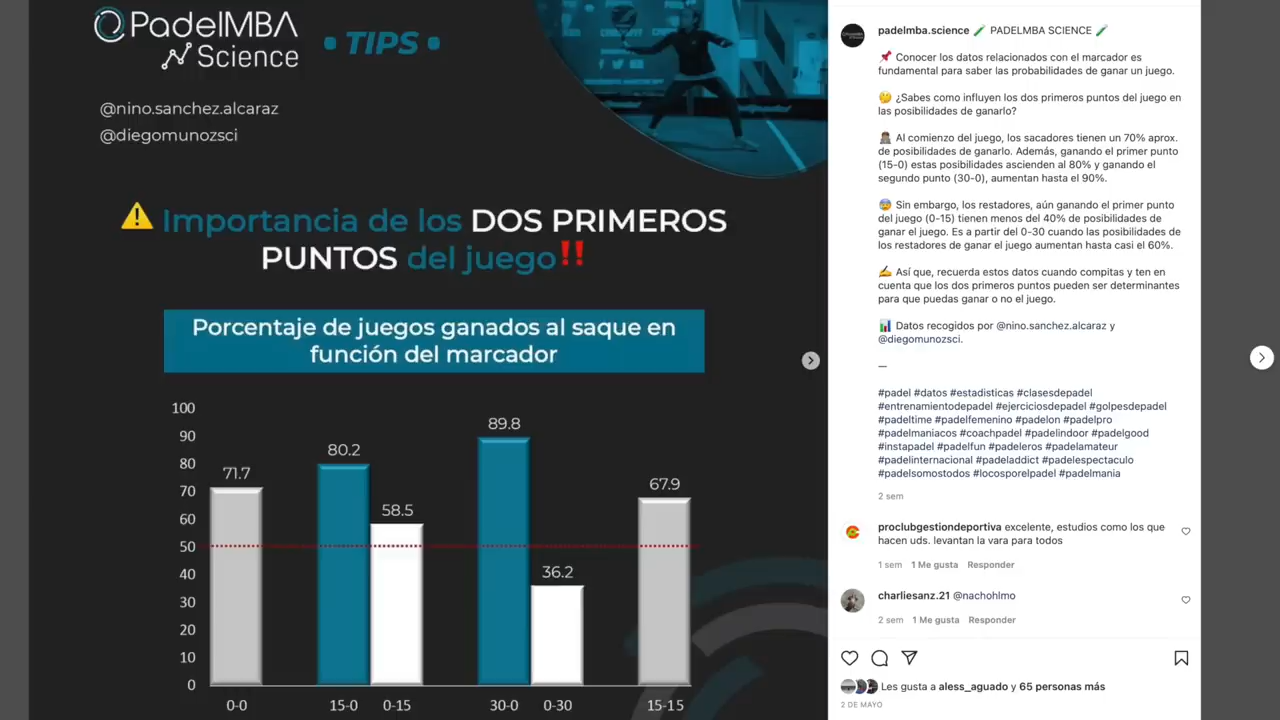 PadelMBA
Science
• TIPS •
@nino.sanchez.alcaraz
@diegomunozsci
⚠️ Importancia de los DOS PRIMEROS
PUNTOS del juego‼️
Porcentaje de juegos ganados al saque en
función del marcador
100
90
80
70
60
50
40
30
20
10
0
71.7
80.2
58.5
89.8
36.2
67.9
0-0
15-0
0-15
30-0
0-30
15-15
padelmba.science 🧪 PADELMBA SCIENCE 🧪
📌 Conocer los datos relacionados con el marcador es
fundamental para saber las probabilidades de ganar un juego.
🤔 ¿Sabes como influyen los dos primeros puntos del juego en
las posibilidades de ganarlo?
Al comienzo del juego, los sacadores tienen un 70% aprox.
de posibilidades de ganarlo. Además, ganando el primer punto
(15-0) estas posibilidades ascienden al 80% y ganando el
segundo punto (30-0), aumentan hasta el 90%.
😰 Sin embargo, los restadores, aún ganando el primer punto
del juego (0-15) tienen menos del 40% de posibilidades de
ganar el juego. Es a partir del 0-30 cuando las posibilidades de
los restadores de ganar el juego aumentan hasta casi el 60%.
✍️ Así que, recuerda estos datos cuando compitas y ten en
cuenta que los dos primeros puntos pueden ser determinantes
para que puedas ganar o no el juego.
📊 Datos recogidos por @nino.sanchez.alcaraz y
@diegomunozsci.
—
#padel #datos #estadisticas #clasesdepadel
#entrenamientodepadel #ejerciciosdepadel #golpesdepadel
#padeltime #padelfemenino #padelon #padelpro
#padelmaniacos #coachpadel #padelindoor #padelgood
#instapadel #padelfun #padeleros #padelamateur
#padelinternacional #padeladdict #padelespectaculo
#padelsomostodos #locosporelpadel #padelmania
2 sem
proclubgestiondeportiva excelente, estudios como los que
hacen uds. levantan la vara para todos
1 sem 1 Me gusta Responder
charliesanz.21 @nachohlmo
2 sem 1 Me gusta Responder
Les gusta a aless_aguado y 65 personas más
2 DE MAYO